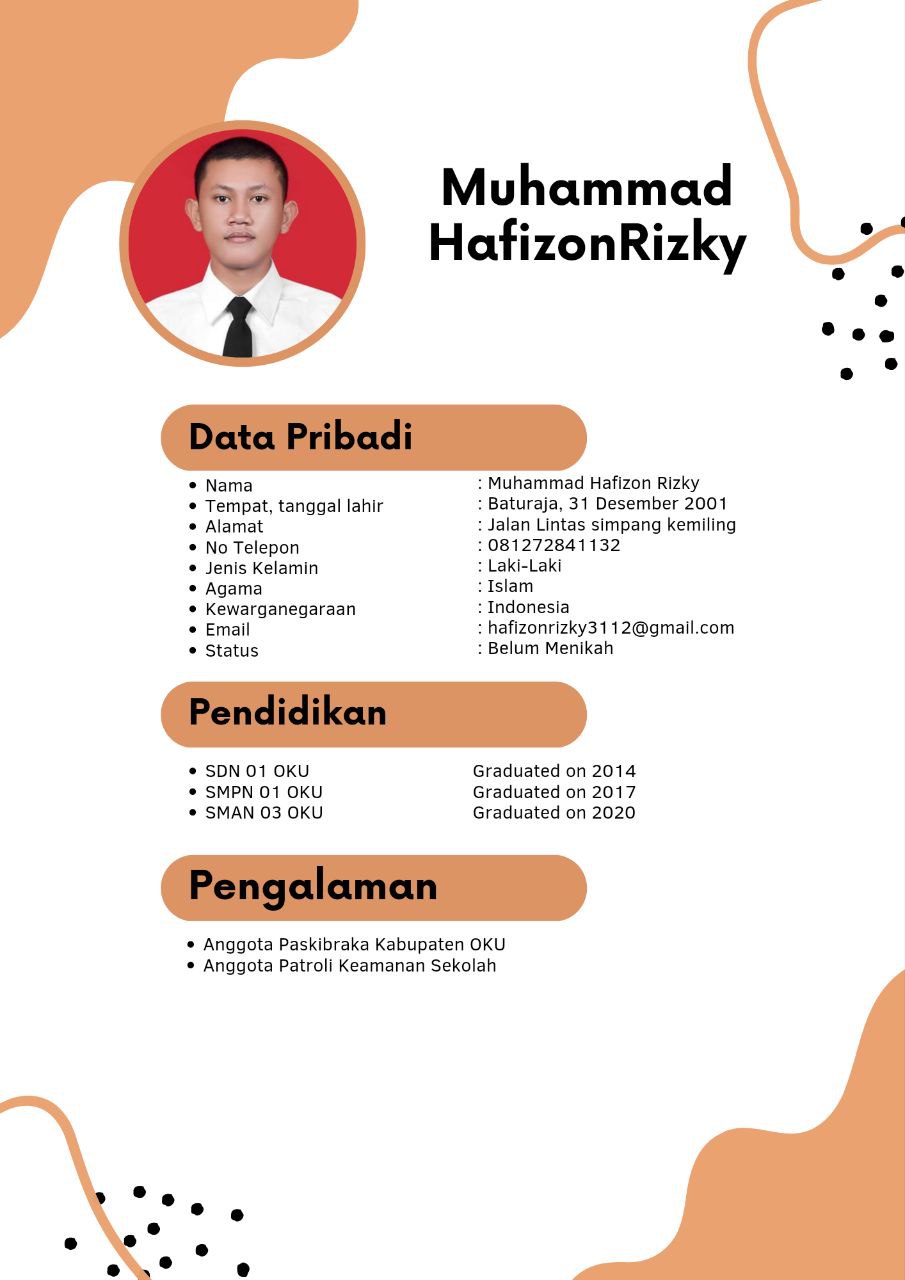 Muhammad
HafizonRizky
Data Pribadi
• Nama : Muhammad Hafizon Rizky
• Tempat, tanggal lahir : Baturaja, 31 Desember 2001
• Alamat : Jalan Lintas simpang kemiling
• No Telepon : 081272841132
• Jenis Kelamin : Laki-Laki
• Agama : Islam
• Kewarganegaraan : Indonesia
• Email : hafizonrizky3112@gmail.com
• Status : Belum Menikah
Pendidikan
• SDN 01 OKU Graduated on 2014
• SMPN 01 OKU Graduated on 2017
• SMAN 03 OKU Graduated on 2020
Pengalaman
• Anggota Paskibraka Kabupaten OKU
• Anggota Patroli Keamanan Sekolah